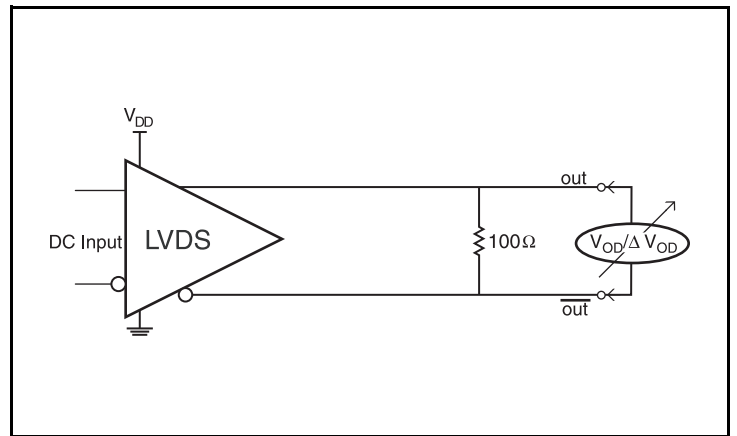 V_DD
out
DC Input
LVDS
100Ω
V_OD/Δ V_OD
out